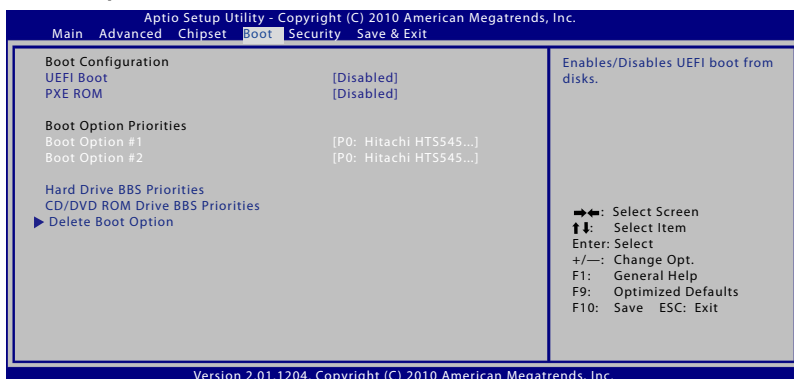 Aptio Setup Utility - Copyright (C) 2010 American Megatrends, Inc.
Main Advanced Chipset Boot Security Save & Exit
Boot Configuration
UEFI Boot [Disabled]
PXE ROM [Disabled]
Boot Option Priorities
Boot Option #1 [P0: Hitachi HTS545...]
Boot Option #2 [P0: Hitachi HTS545...]
Hard Drive BBS Priorities
CD/DVD ROM Drive BBS Priorities
Delete Boot Option
Enables/Disables UEFI boot from
disks.
→←: Select Screen
↑↓: Select Item
Enter: Select
+/—: Change Opt.
F1: General Help
F9: Optimized Defaults
F10: Save ESC: Exit
Version 2.01.1204. Copyright (C) 2010 American Megatrends, Inc.